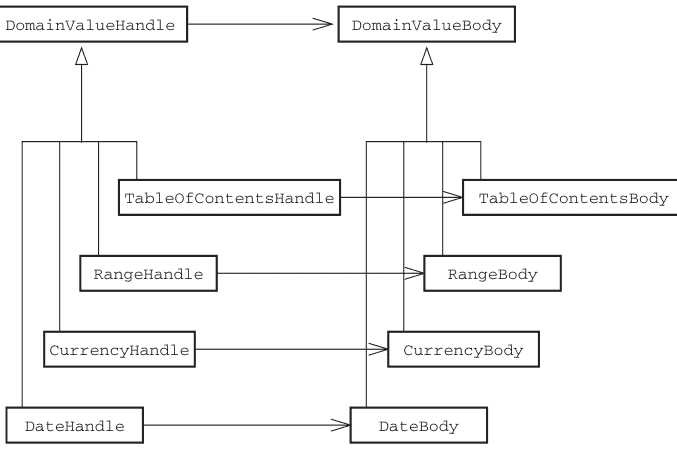 DomainValueHandle
DomainValueBody
TableOfContentsHandle
TableOfContentsBody
RangeHandle
RangeBody
CurrencyHandle
CurrencyBody
DateHandle
DateBody